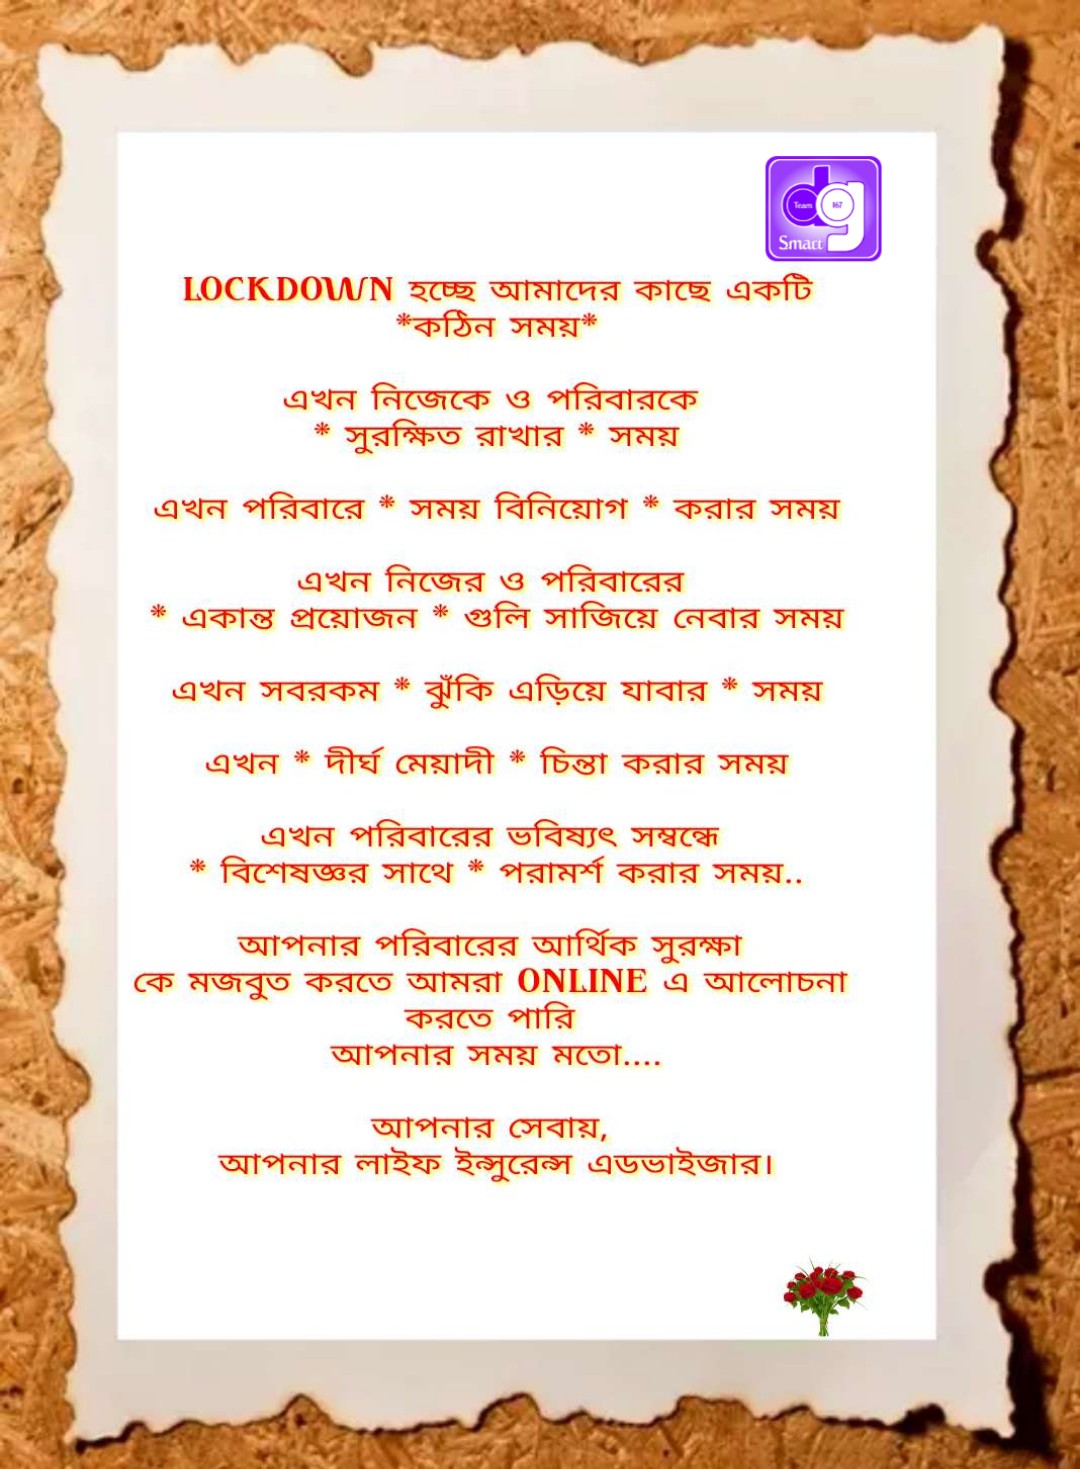 Team
167
Smart
LOCKDOWN হচ্ছে আমাদের কাছে একটি
*কঠিন সময়*
এখন নিজেকে ও পরিবারকে
* সুরক্ষিত রাখার * সময়
এখন পরিবারে * সময় বিনিয়োগ * করার সময়
এখন নিজের ও পরিবারের
* একান্ত প্রয়োজন * গুলি সাজিয়ে নেবার সময়
এখন সবরকম * ঝুঁকি এড়িয়ে যাবার * সময়
এখন * দীর্ঘ মেয়াদী * চিন্তা করার সময়
এখন পরিবারের ভবিষ্যৎ সম্বন্ধে
* বিশেষজ্ঞর সাথে * পরামর্শ করার সময়..
আপনার পরিবারের আর্থিক সুরক্ষা
কে মজবুত করতে আমরা ONLINE এ আলোচনা
করতে পারি
আপনার সময় মতো....
আপনার সেবায়,
আপনার লাইফ ইন্সুরেন্স এডভাইজার।